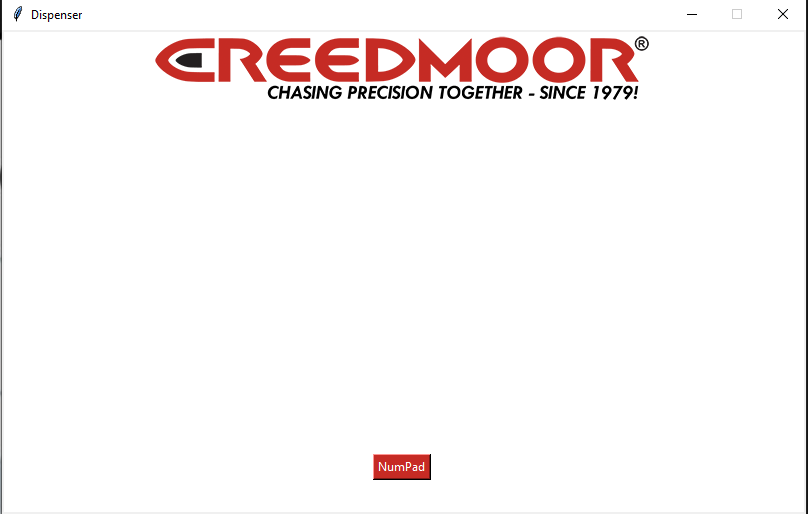 Dispenser
CREEDMOOR®
CHASING PRECISION TOGETHER - SINCE 1979!
NumPad